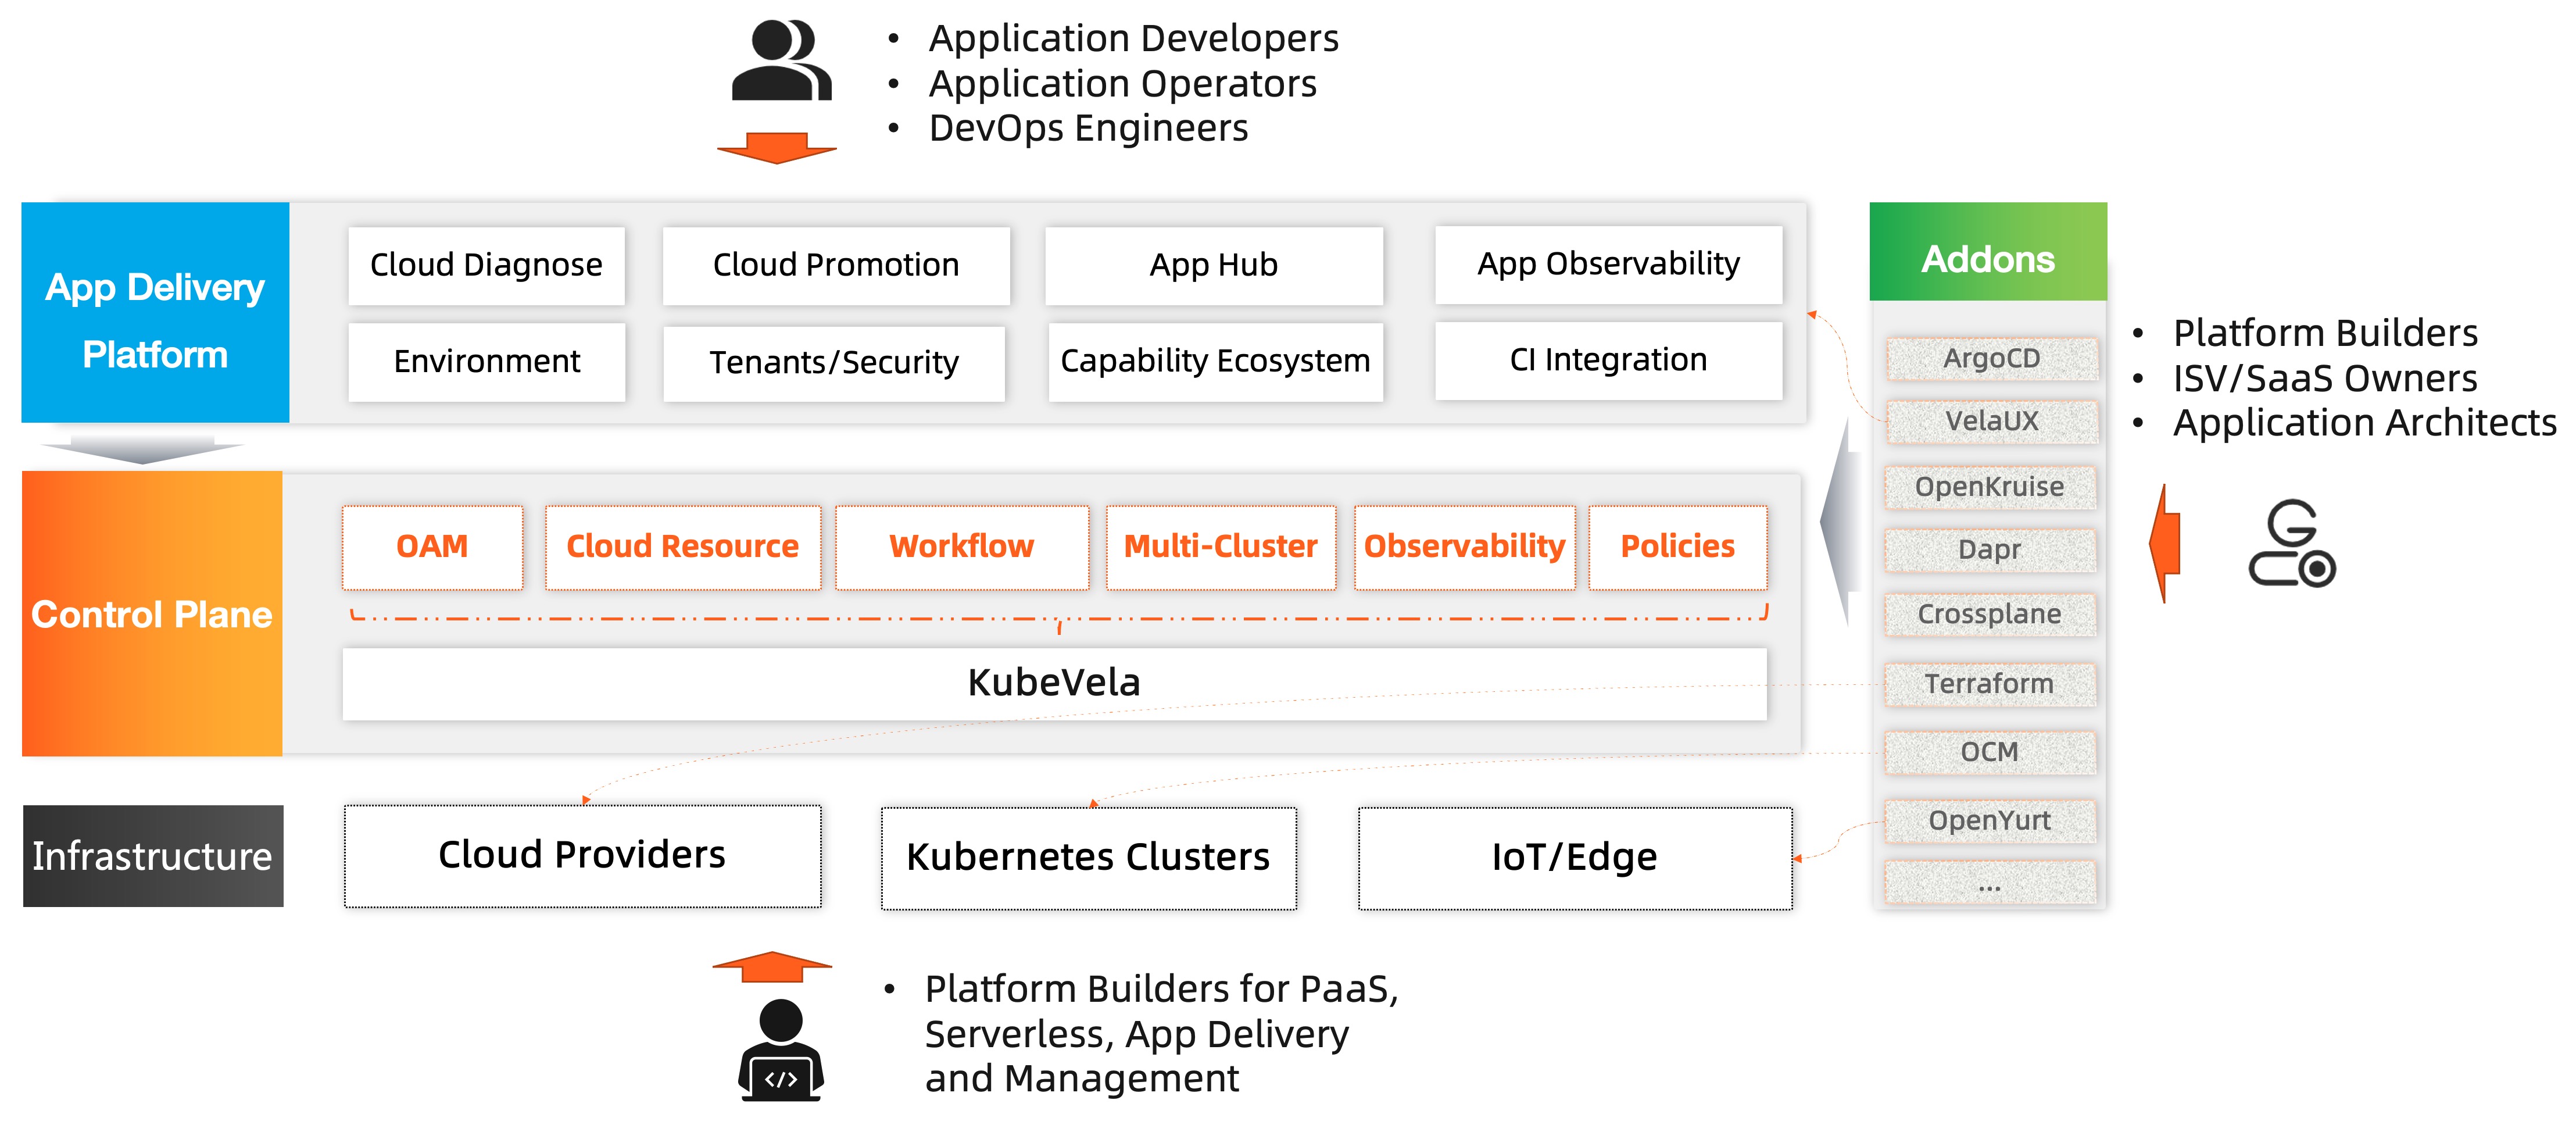 • Application Developers
• Application Operators
• DevOps Engineers
App Delivery
Platform
Cloud Diagnose
Cloud Promotion
App Hub
App Observability
Environment
Tenants/Security
Capability Ecosystem
CI Integration
Control Plane
OAM
Cloud Resource
Workflow
Multi-Cluster
Observability
Policies
KubeVela
Infrastructure
Cloud Providers
Kubernetes Clusters
IoT/Edge
Addons
ArgoCD
VelaUX
OpenKruise
Dapr
Crossplane
Terraform
OCM
OpenYurt
...
• Platform Builders
• ISV/SaaS Owners
• Application Architects
</>
• Platform Builders for PaaS,
Serverless, App Delivery
and Management